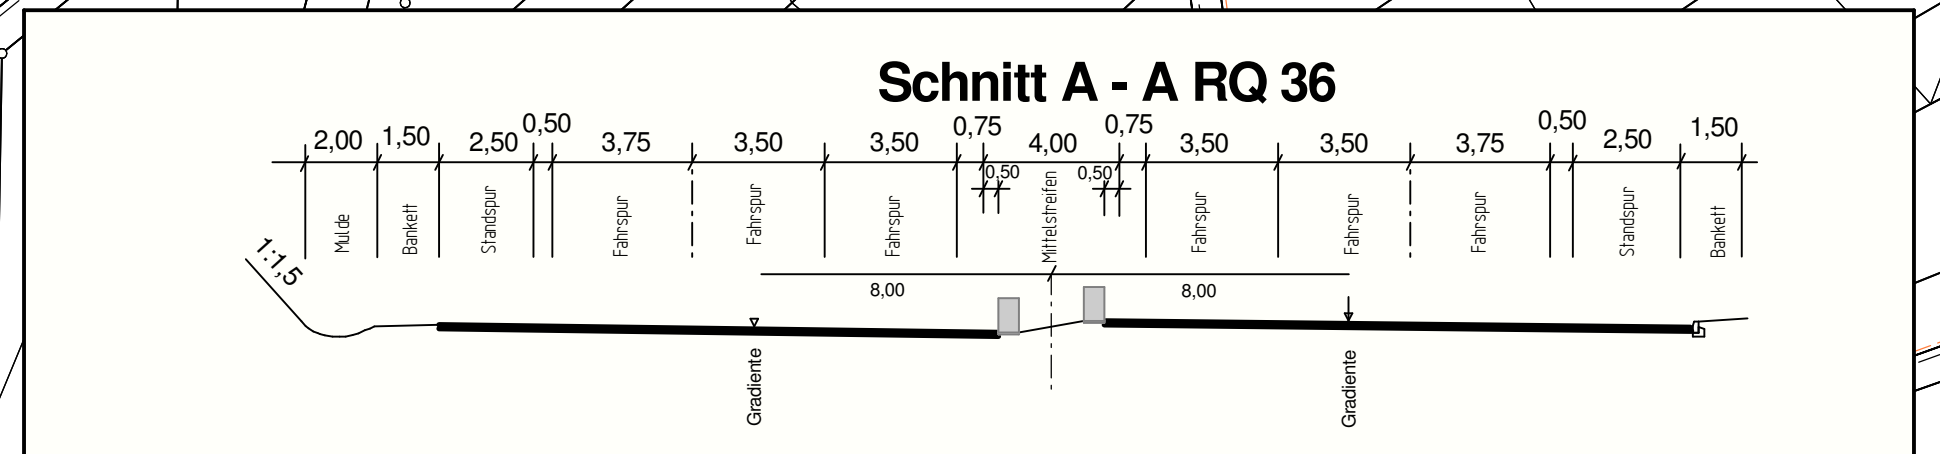 Schnitt A - A RQ 36
2,00 1,50 2,50 0,50 3,75 3,50 3,50 0,75 4,00 0,75 3,50 3,50 3,75 0,50 2,50 1,50
0,50 0,50
Mulde Bankett Standspur Fahrspur Fahrspur Fahrspur Mittelstreifen Fahrspur Fahrspur Fahrspur Standspur Bankett
1:1,5
8,00 8,00
Gradiente Gradiente